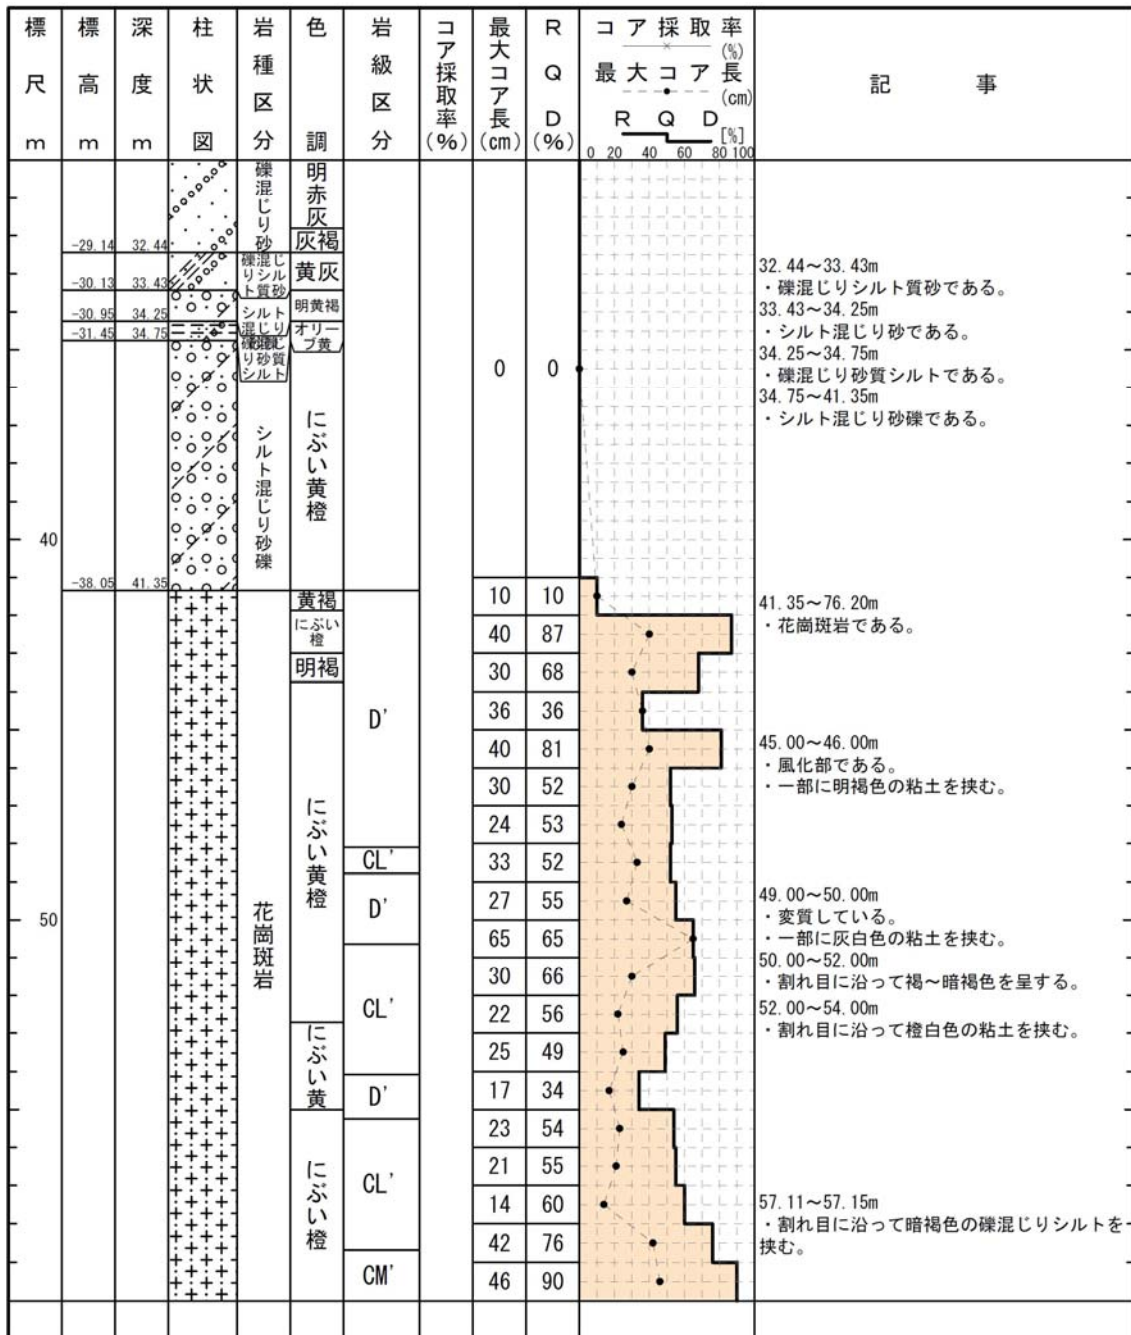 標尺 m
標高 m
深度 m
柱状図
岩種区分
色調
岩級区分
コア採取率(%)
最大コア長(cm)
RQD(%)
コア採取率
(%)
最大コア長
(cm)
RQD
[%]
0 20 40 60 80 100
記事
礫混じり砂
明赤灰
灰褐
-29.14 32.44
礫混じ
りシル
ト質砂
黄灰
-30.13 33.43
シルト
混じり
明黄褐
-30.95 34.25
オリー
ブ黄
-31.45 34.75
り砂質
シルト
0 0
32.44～33.43m
・礫混じりシルト質砂である。
33.43～34.25m
・シルト混じり砂である。
34.25～34.75m
・礫混じり砂質シルトである。
34.75～41.35m
・シルト混じり砂礫である。
シルト混じり砂礫
にぶい黄橙
40
-38.05 41.35
黄褐
10 10
41.35～76.20m
・花崗斑岩である。
にぶい
橙
40 87
明褐
30 68
36 36
D'
40 81
45.00～46.00m
・風化部である。
・一部に明褐色の粘土を挟む。
30 52
24 53
にぶい黄橙
CL'
33 52
D'
27 55
49.00～50.00m
・変質している。
・一部に灰白色の粘土を挟む。
50
花崗斑岩
65 65
50.00～52.00m
・割れ目に沿って褐～暗褐色を呈する。
30 66
CL'
22 56
52.00～54.00m
・割れ目に沿って橙白色の粘土を挟む。
にぶい黄
25 49
D'
17 34
23 54
にぶい橙
CL'
21 55
14 60
57.11～57.15m
・割れ目に沿って暗褐色の礫混じりシルトを
挟む。
42 76
CM'
46 90